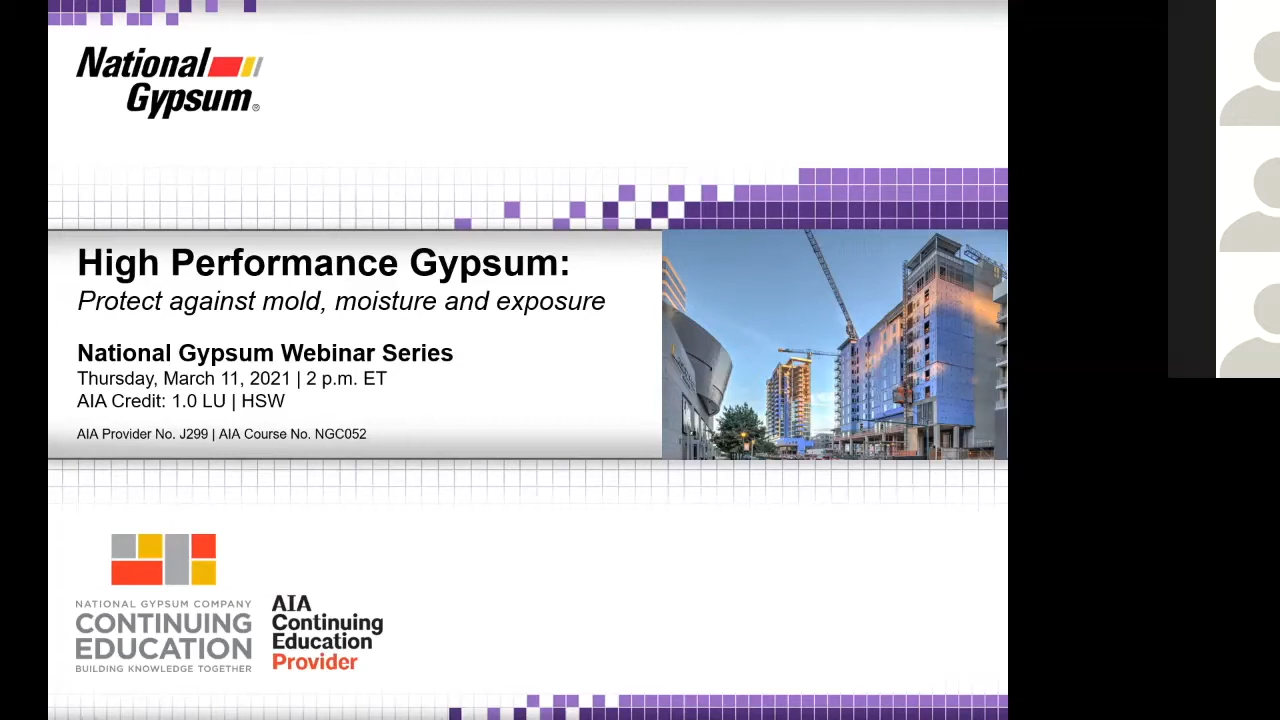 National
Gypsum®
High Performance Gypsum:
Protect against mold, moisture and exposure
National Gypsum Webinar Series
Thursday, March 11, 2021 | 2 p.m. ET
AIA Credit: 1.0 LU | HSW
AIA Provider No. J299 | AIA Course No. NGC052
NATIONAL GYPSUM COMPANY
CONTINUING
EDUCATION
BUILDING KNOWLEDGE TOGETHER
AIA
Continuing
Education
Provider